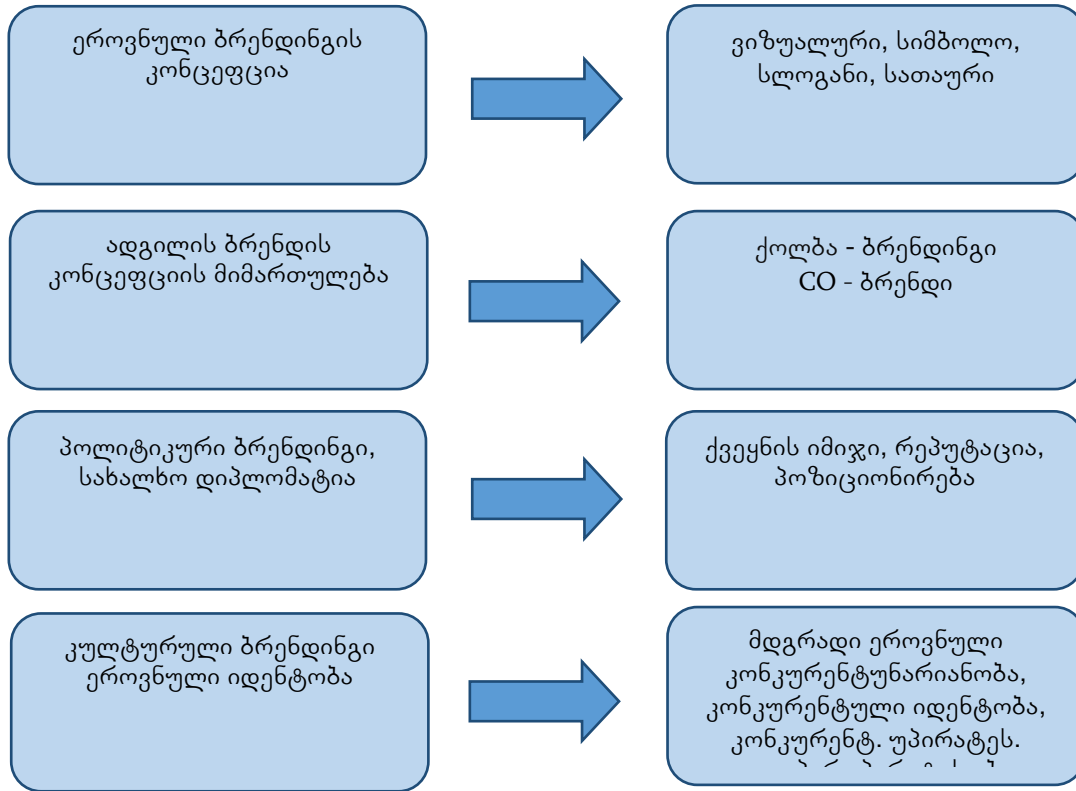 ეროვნული ბრენდინგის
კონცეფცია
ვიზუალური, სიმბოლო,
სლოგანი, სათაური
ადგილის ბრენდის
კონცეფციის მიმართულება
ქოლბა - ბრენდინგი
CO - ბრენდი
პოლიტიკური ბრენდინგი,
სახალხო დიპლომატია
ქვეყნის იმიჯი, რეპუტაცია,
პოზიციონირება
კულტურული ბრენდინგი
ეროვნული იდენტობა
მდგრადი ეროვნული
კონკურენტუნარიანობა,
კონკურენტული იდენტობა,
კონკურენტ. უპირატეს.